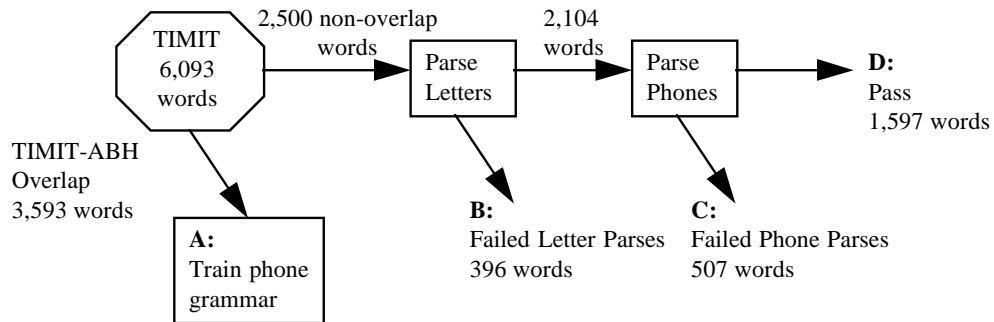 TIMIT
6,093
words
2,500 non-overlap
words
Parse
Letters
2,104
words
Parse
Phones
D:
Pass
1,597 words
TIMIT-ABH
Overlap
3,593 words
A:
Train phone
grammar
B:
Failed Letter Parses
396 words
C:
Failed Phone Parses
507 words